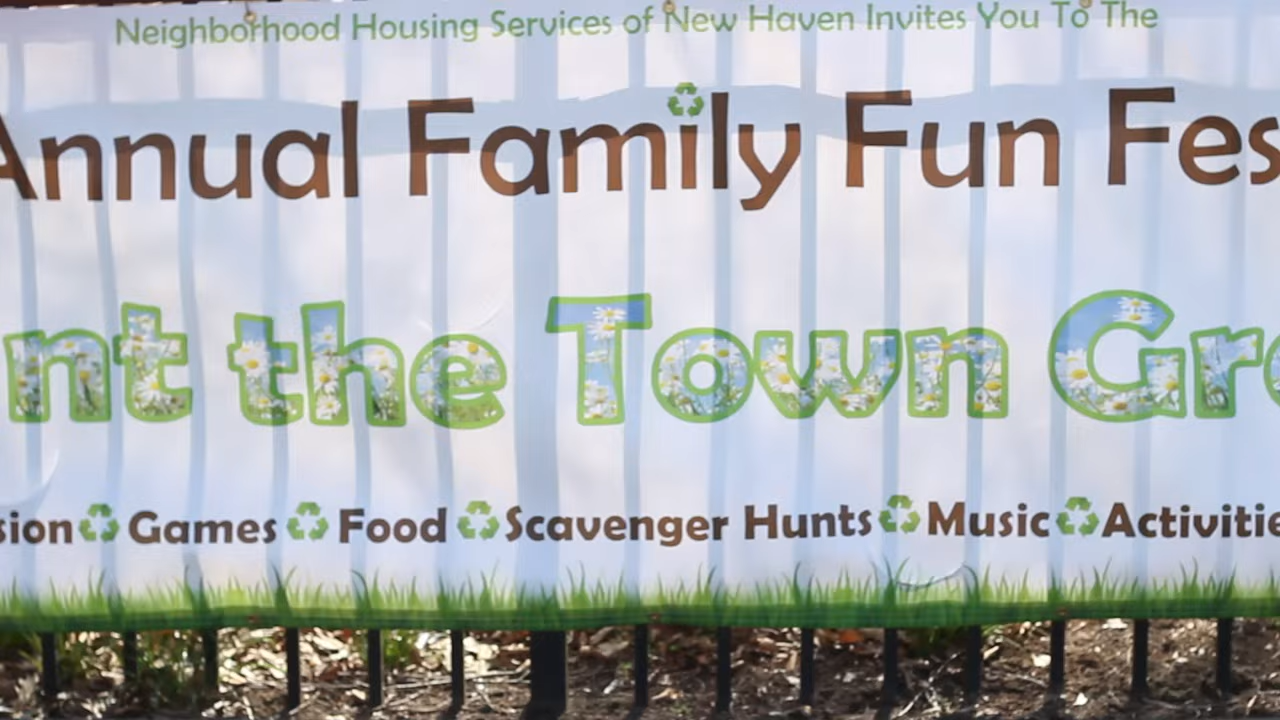 Neighborhood Housing Services of New Haven Invites You To The
Annual Family Fun Fes
nt the Town Gr
sion Games Food Scavenger Hunts Music Activitie